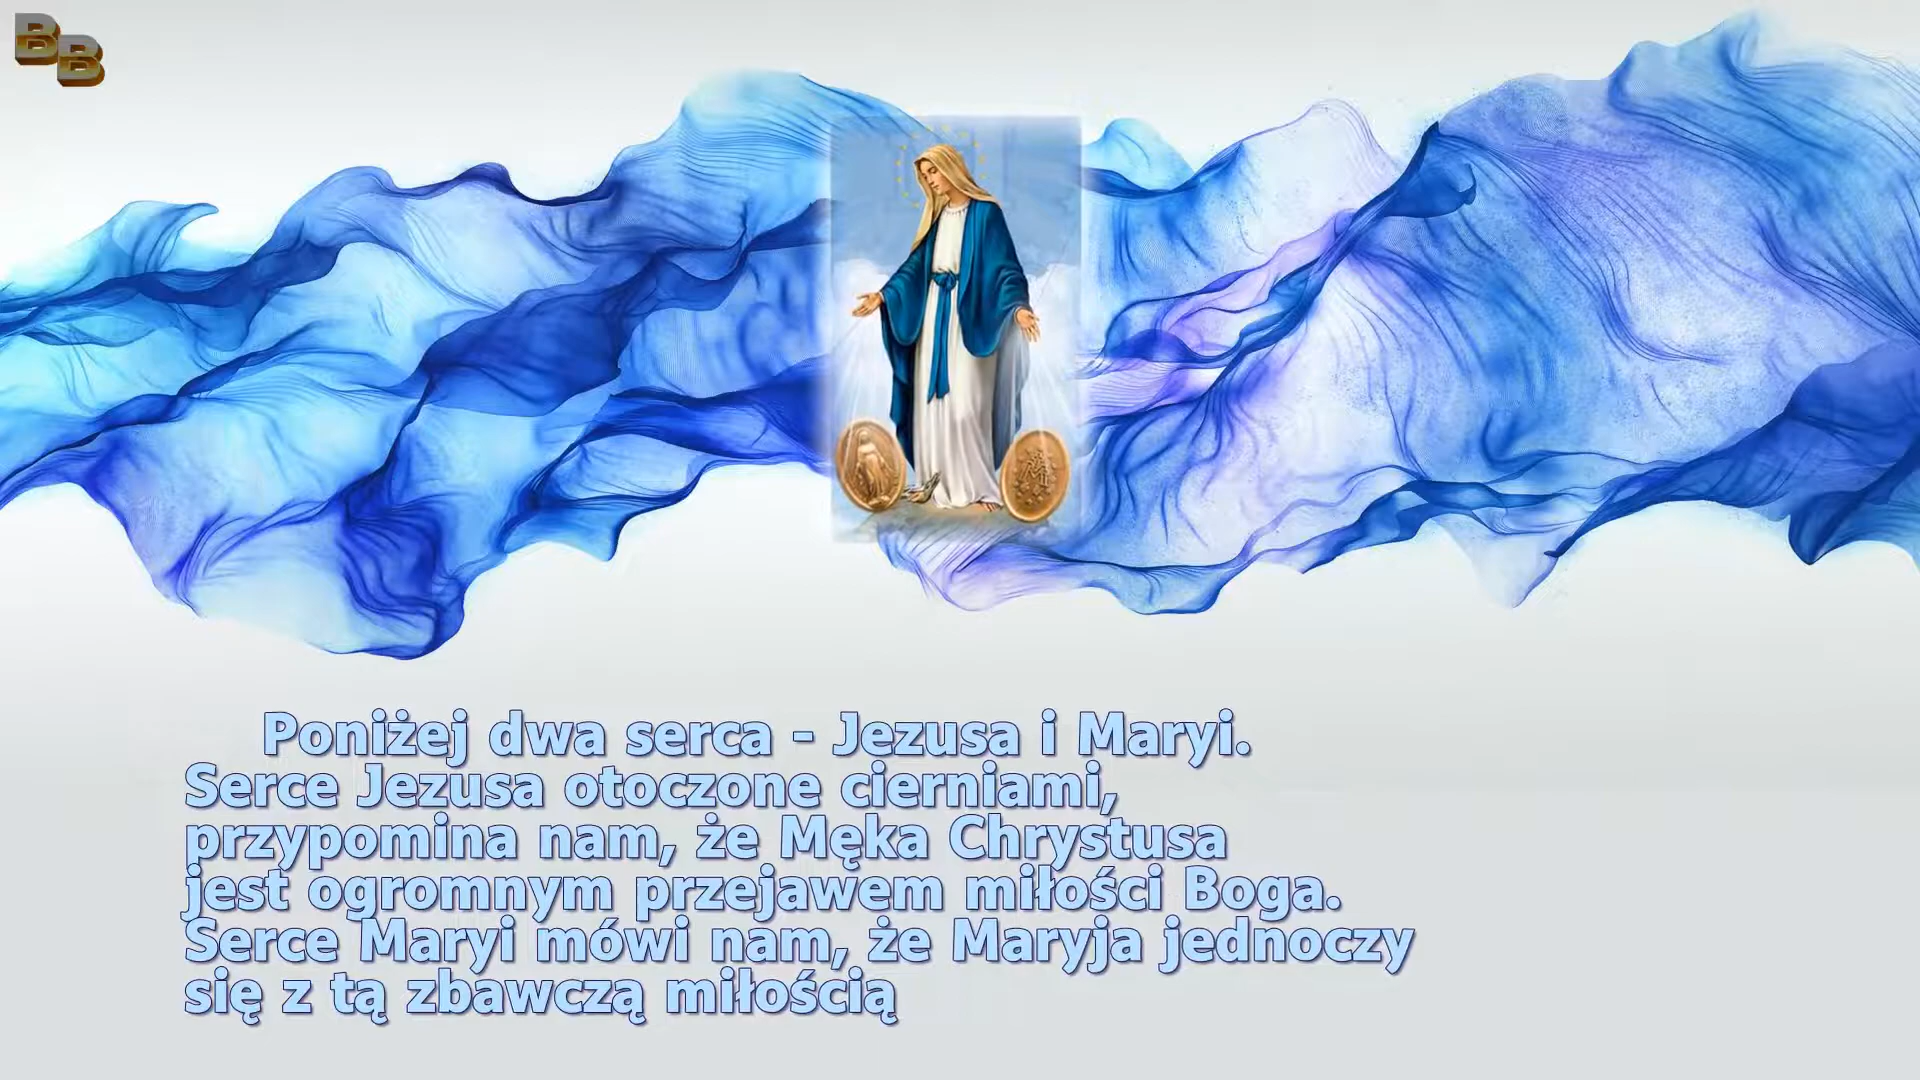 BB
Poniżej dwa serca - Jezusa i Maryi.
Serce Jezusa otoczone cierniami,
przypomina nam, że Męka Chrystusa
jest ogromnym przejawem miłości Boga.
Serce Maryi mówi nam, że Maryja jednoczy
się z tą zbawczą miłością